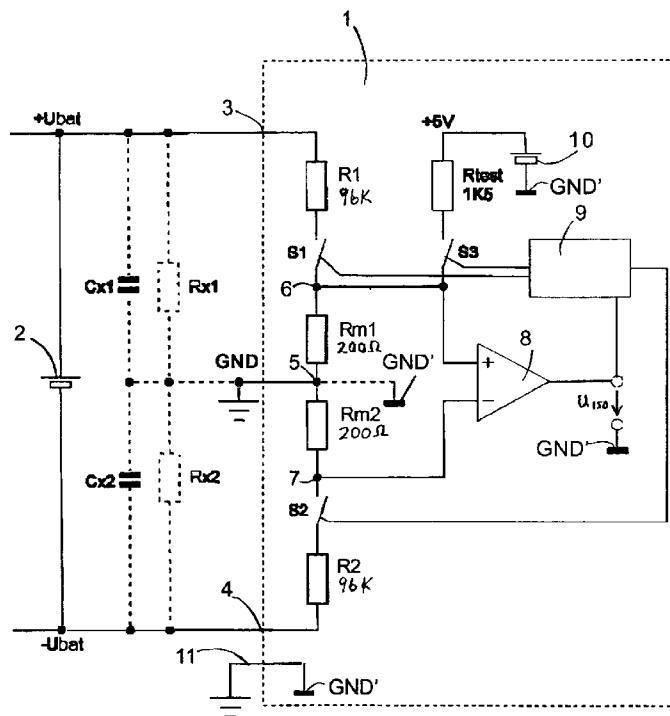 1
+Ubat
3
+5V
10
R1
96K
Rtest
1K5
GND'
9
S1
S3
6
Cx1
Rx1
2
Rm1
200Ω
GND
5
GND'
8
+
−
U150
Rm2
200Ω
GND'
7
Cx2
Rx2
S2
R2
96K
4
-Ubat
11
GND'